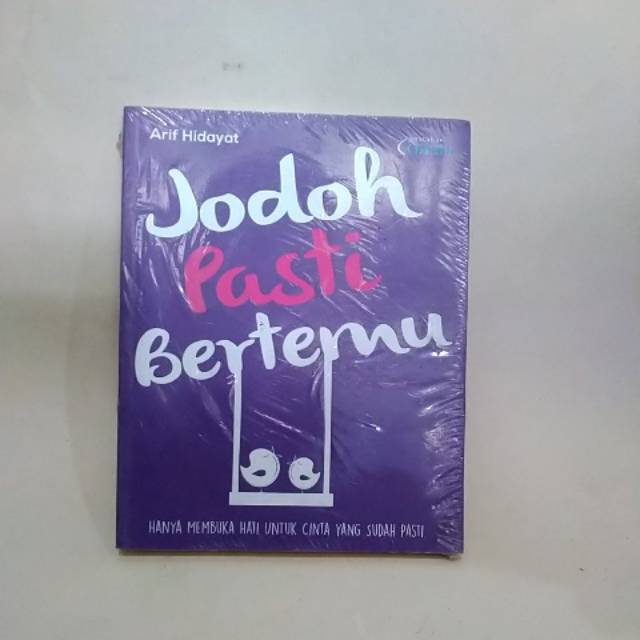 Arif Hidayat
Jodoh
Pasti
Bertemu
HANYA MEMBUKA HATI UNTUK CINTA YANG SUDAH PASTI